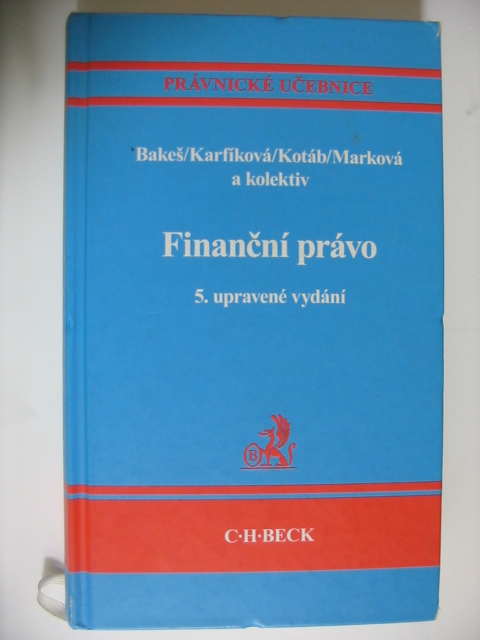 PRÁVNICKÉ UČEBNICE
Bakeš/Karfíková/Kotáb/Marková
a kolektiv
Finanční právo
5. upravené vydání
B
C·H·BECK